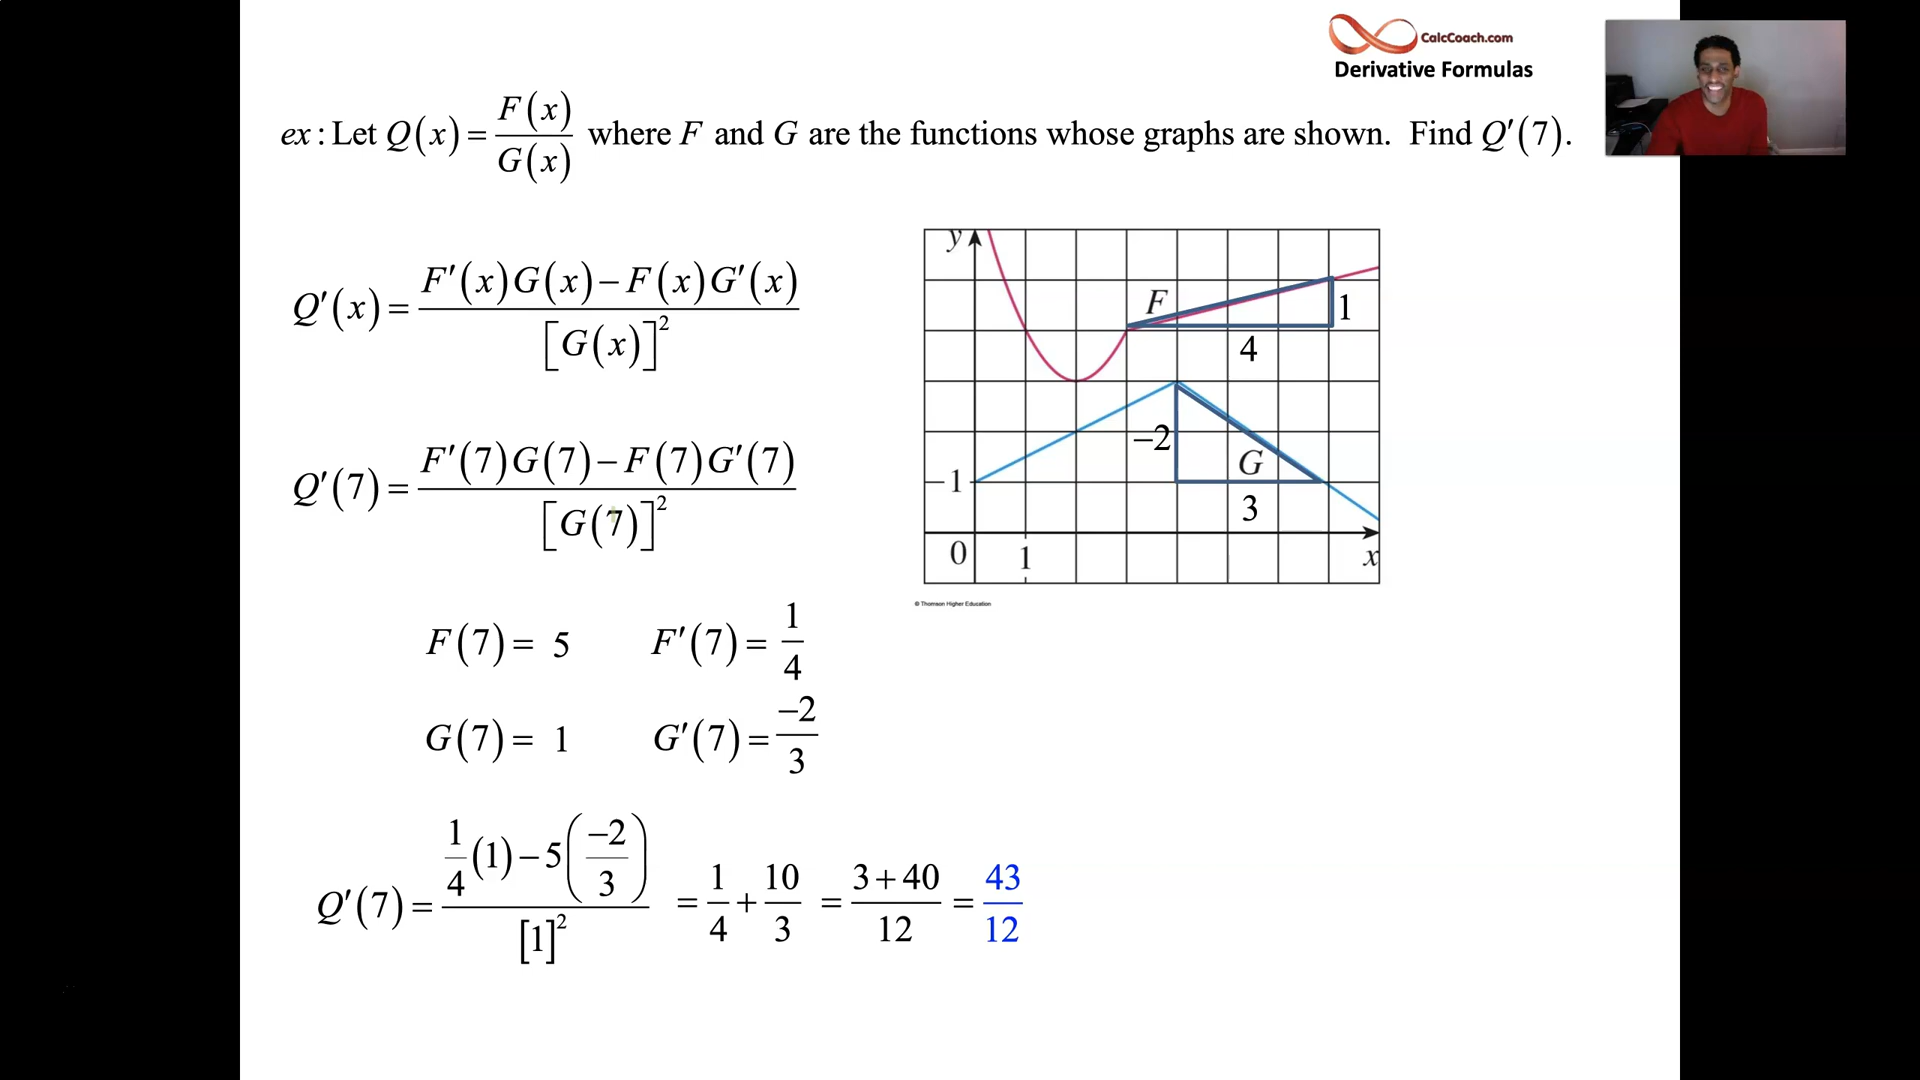 CalcCoach.com
Derivative Formulas
ex : Let Q(x) = F(x)/G(x) where F and G are the functions whose graphs are shown. Find Q′(7).
Q′(x) = F′(x)G(x) − F(x)G′(x) / [G(x)]²
y
F
1
4
−2
G
1
3
0
1
x
© Thomson Higher Education
Q′(7) = F′(7)G(7) − F(7)G′(7) / [G(7)]²
F(7) = 5 F′(7) = 1/4
G(7) = 1 G′(7) = −2/3
Q′(7) = 1/4 (1) − 5(−2/3) / [1]² = 1/4 + 10/3 = 3 + 40 / 12 = 43/12